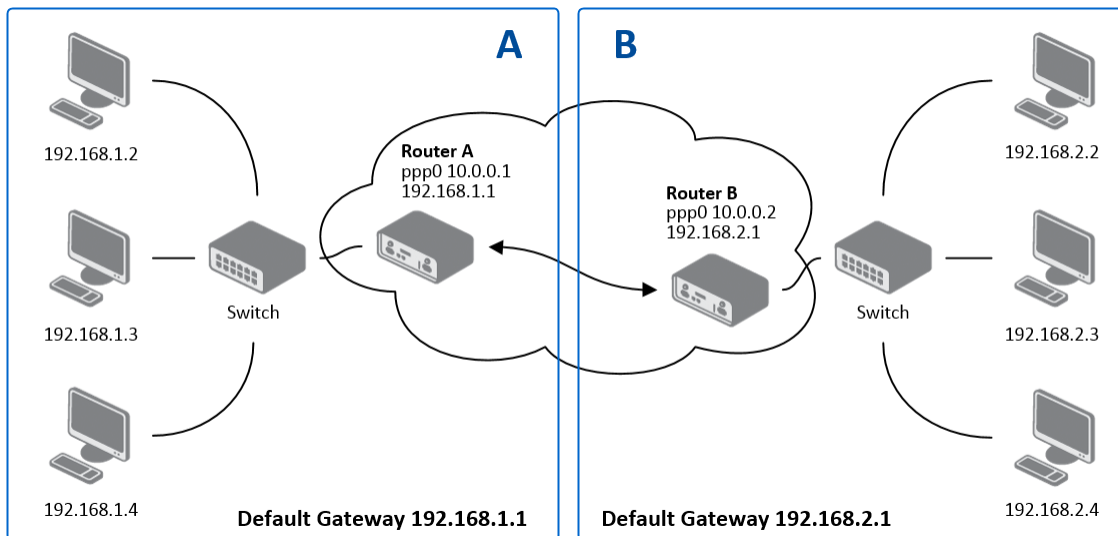 A
B
192.168.1.2
192.168.1.3
192.168.1.4
Switch
Router A
ppp0 10.0.0.1
192.168.1.1
Router B
ppp0 10.0.0.2
192.168.2.1
Switch
192.168.2.2
192.168.2.3
192.168.2.4
Default Gateway 192.168.1.1
Default Gateway 192.168.2.1